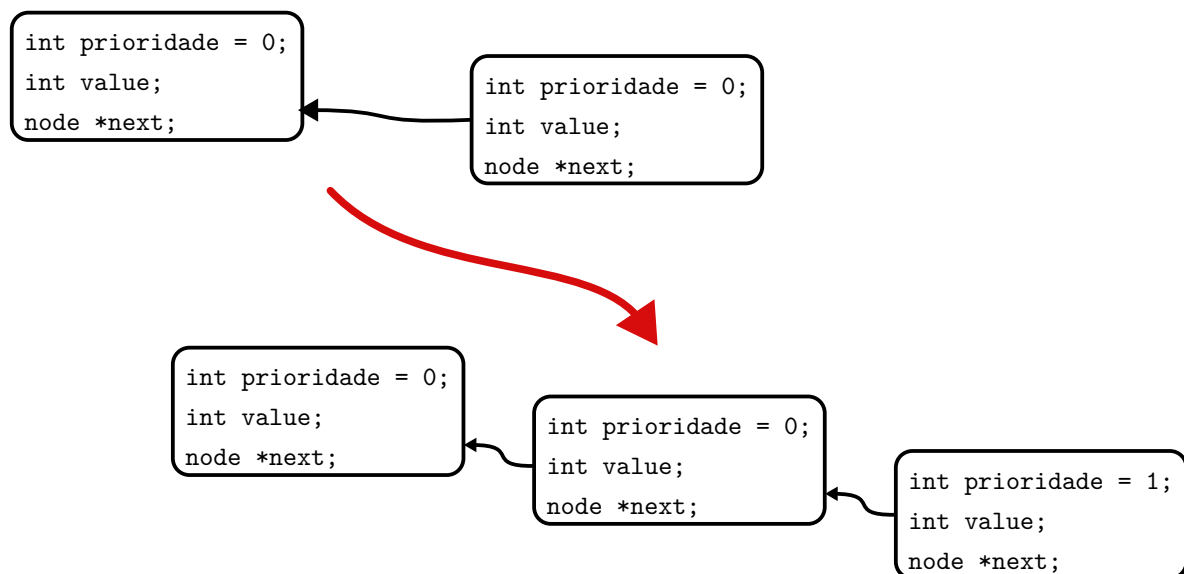 int prioridade = 0;
int value;
node *next;
int prioridade = 0;
int value;
node *next;
int prioridade = 0;
int value;
node *next;
int prioridade = 0;
int value;
node *next;
int prioridade = 1;
int value;
node *next;